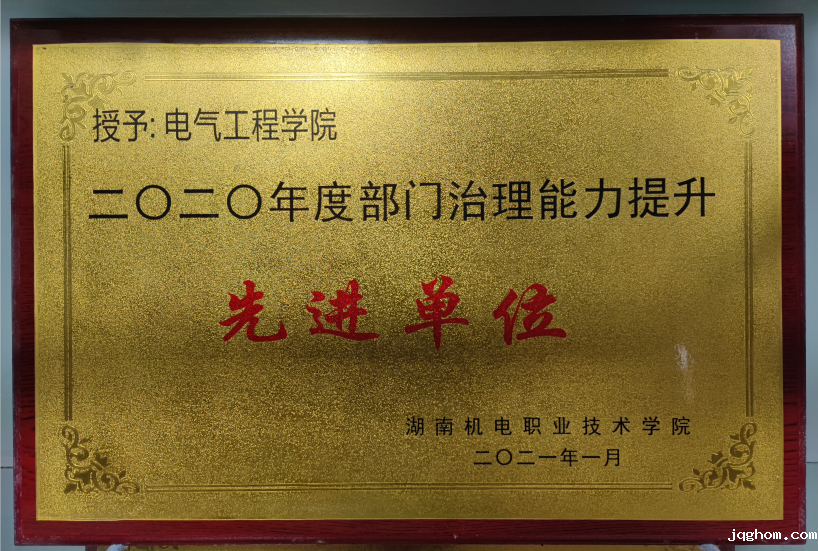 授予: 电气工程学院
二〇二〇年度部门治理能力提升
先进单位
湖南机电职业技术学院
二〇二一年一月
jqghom.com